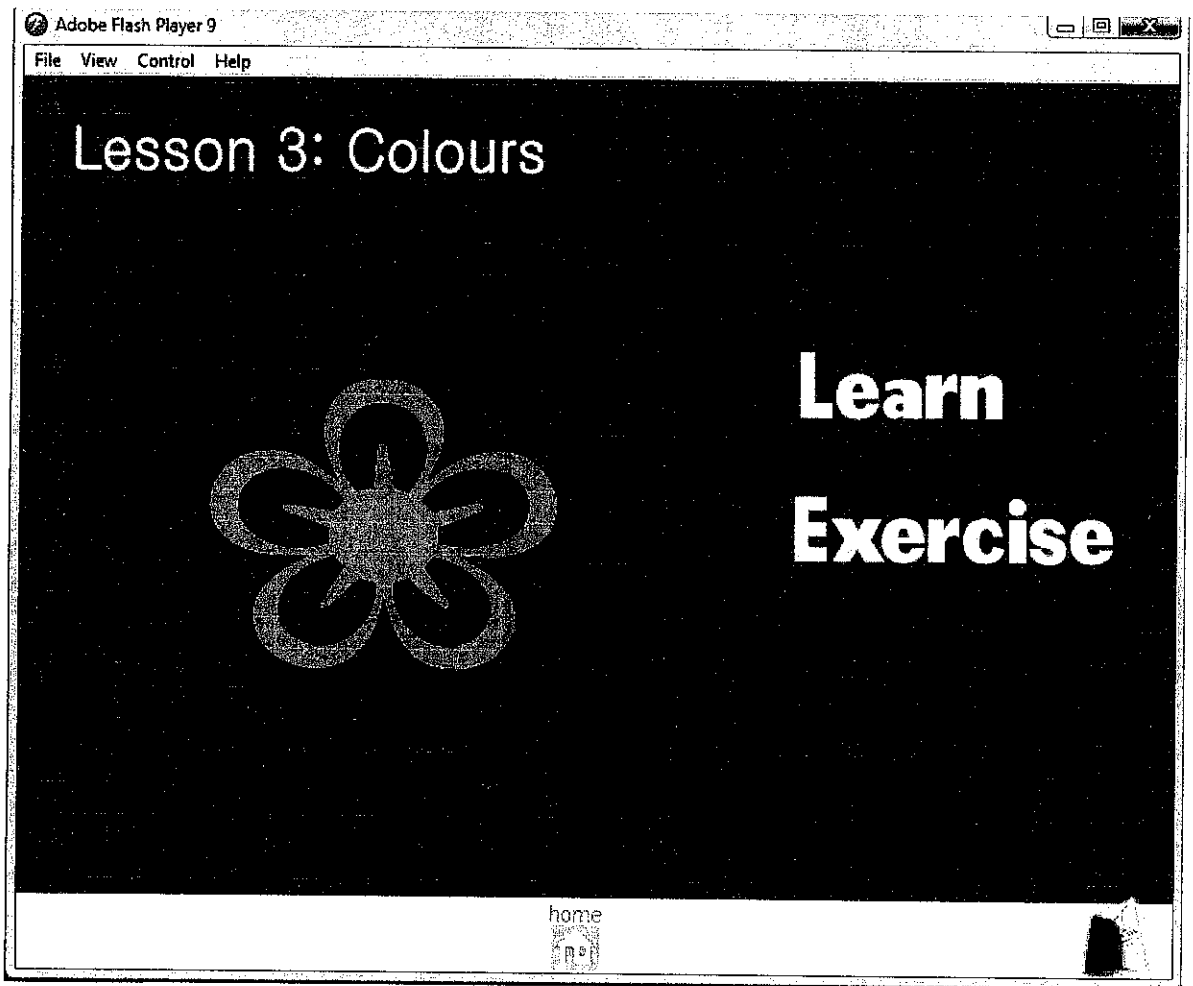 Adobe Flash Player 9
File View Control Help
Lesson 3: Colours
Learn
Exercise
home